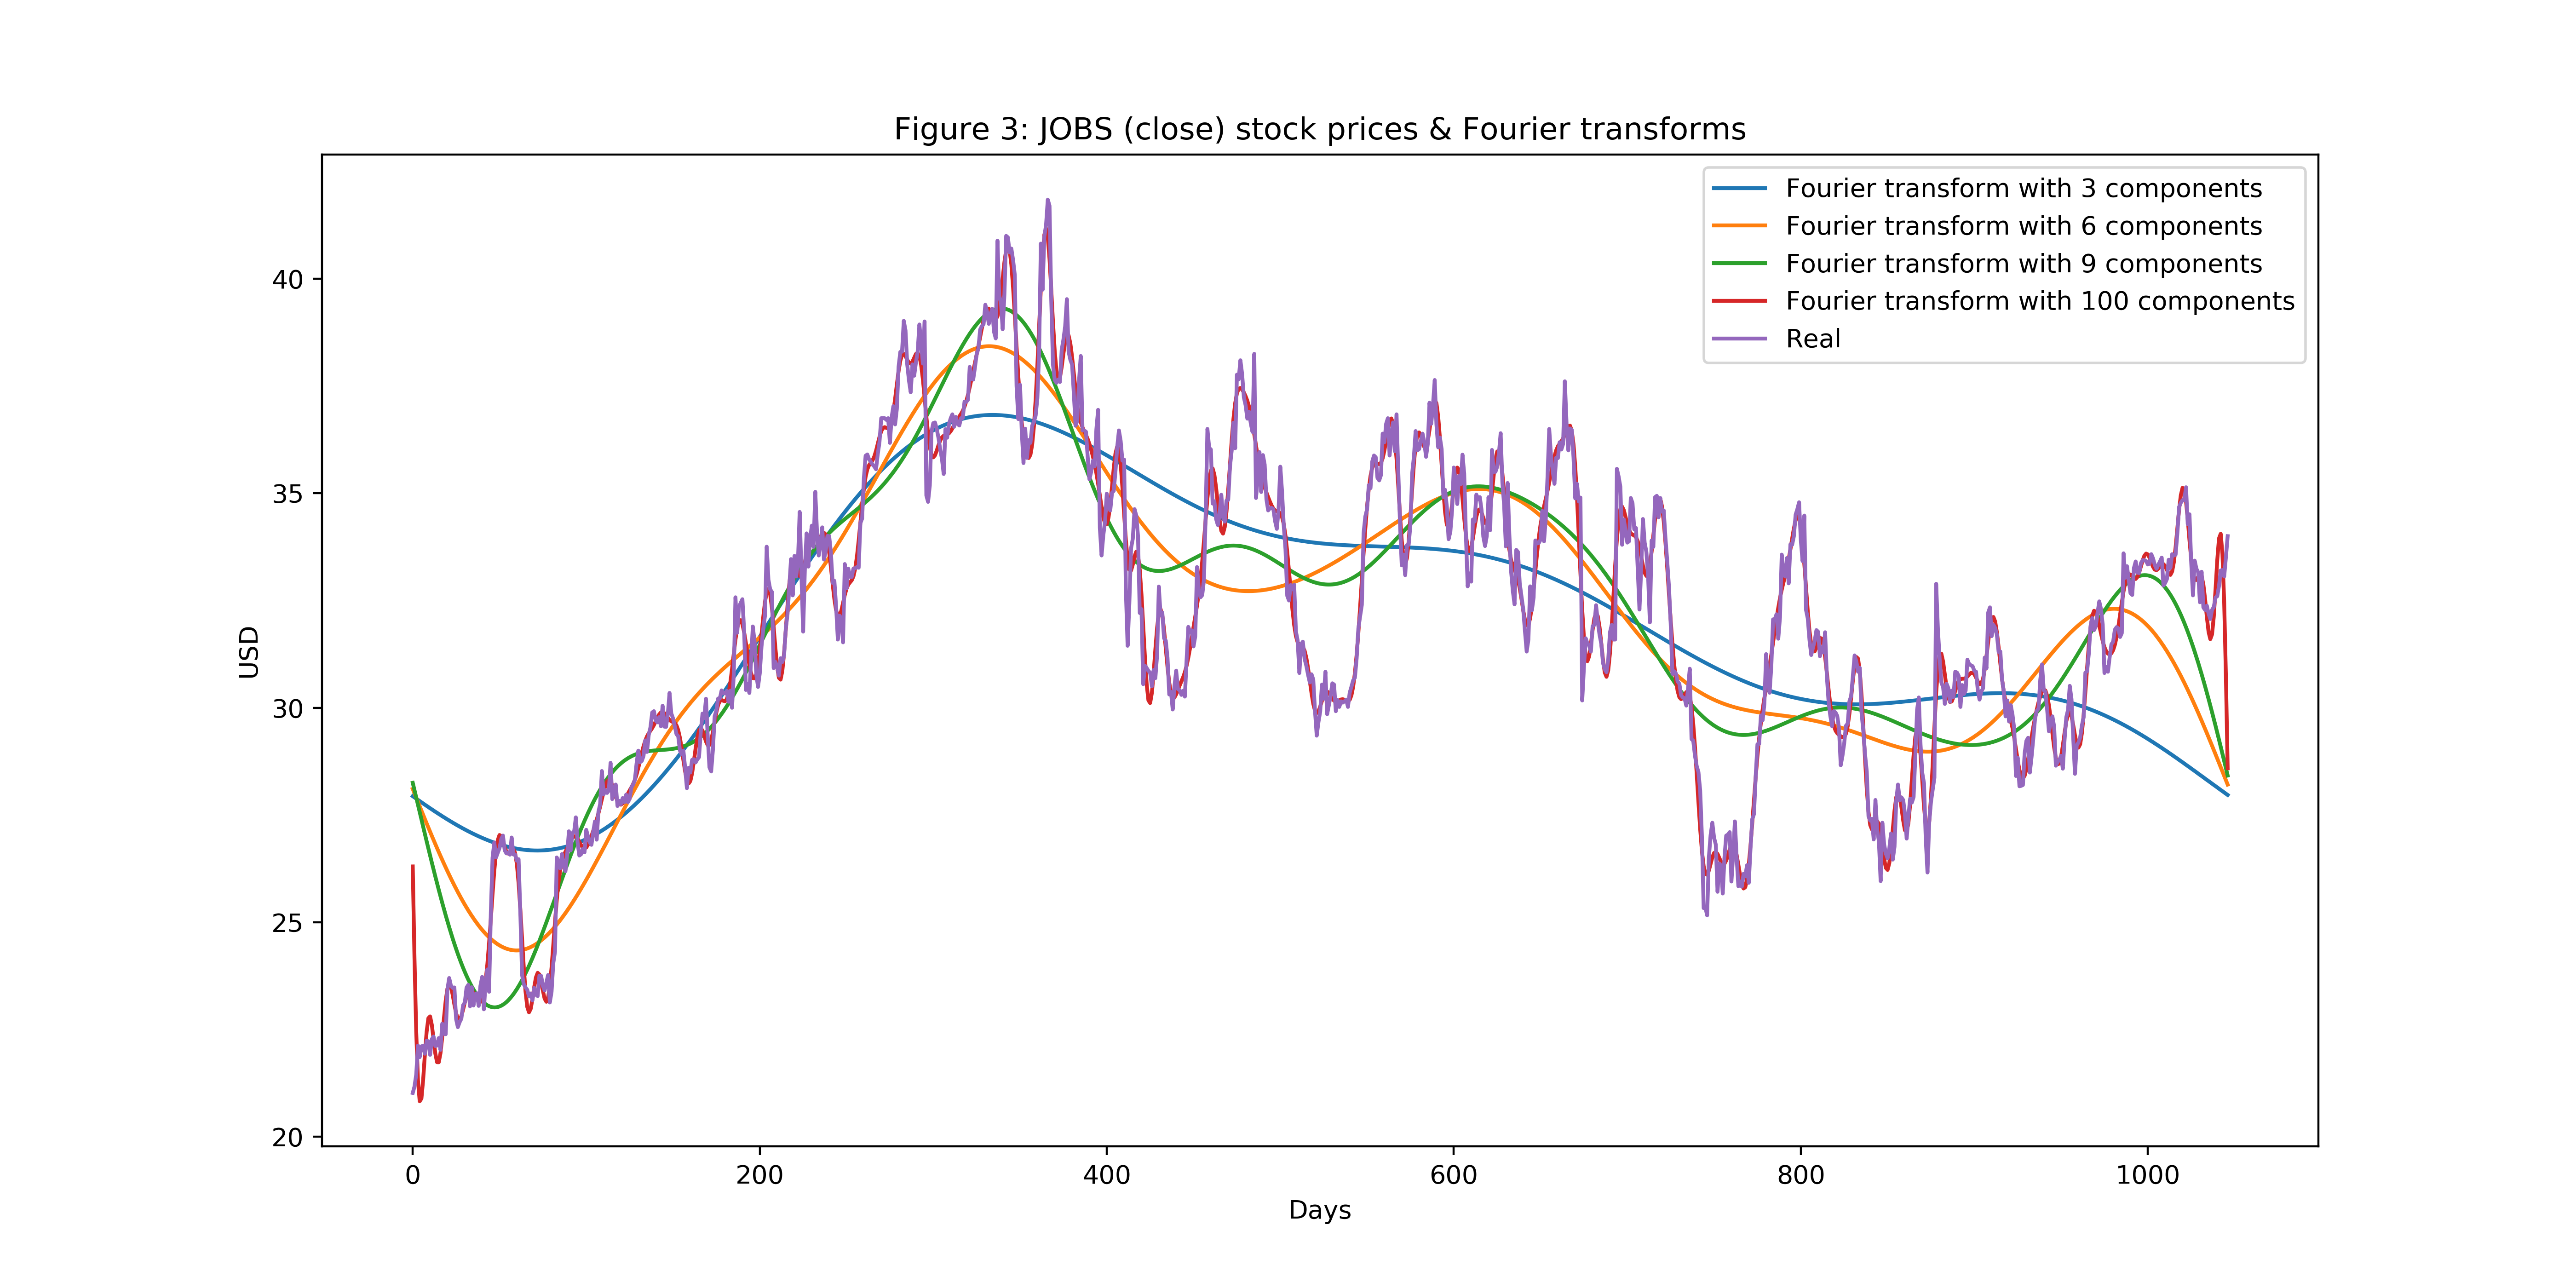 Figure 3: JOBS (close) stock prices & Fourier transforms
Fourier transform with 3 components
Fourier transform with 6 components
Fourier transform with 9 components
Fourier transform with 100 components
Real
USD
40
35
30
25
20
0 200 400 600 800 1000
Days